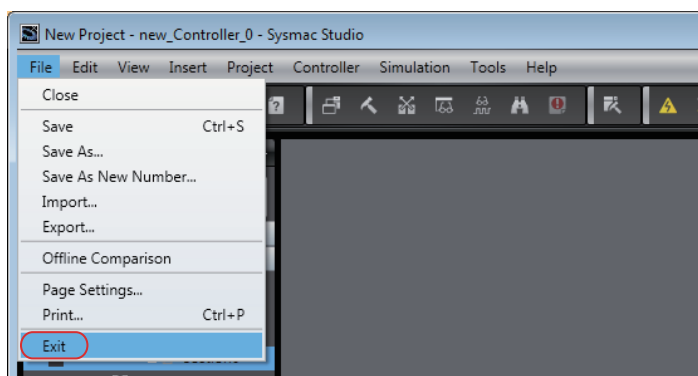 New Project - new_Controller_0 - Sysmac Studio
File Edit View Insert Project Controller Simulation Tools Help
Close
Save Ctrl+S
Save As...
Save As New Number...
Import...
Export...
Offline Comparison
Page Settings...
Print... Ctrl+P
Exit